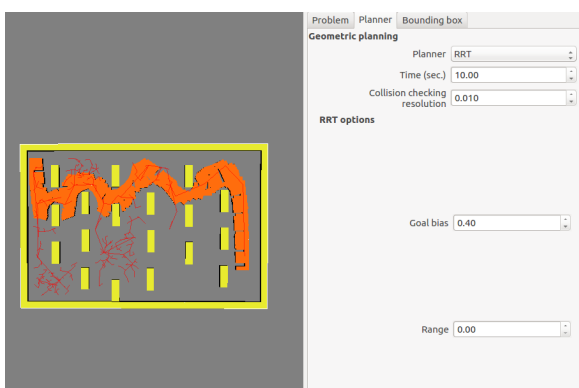 Problem Planner Bounding box
Geometric planning
Planner RRT
Time (sec.) 10.00
Collision checking
resolution 0.010
RRT options
Goal bias 0.40
Range 0.00